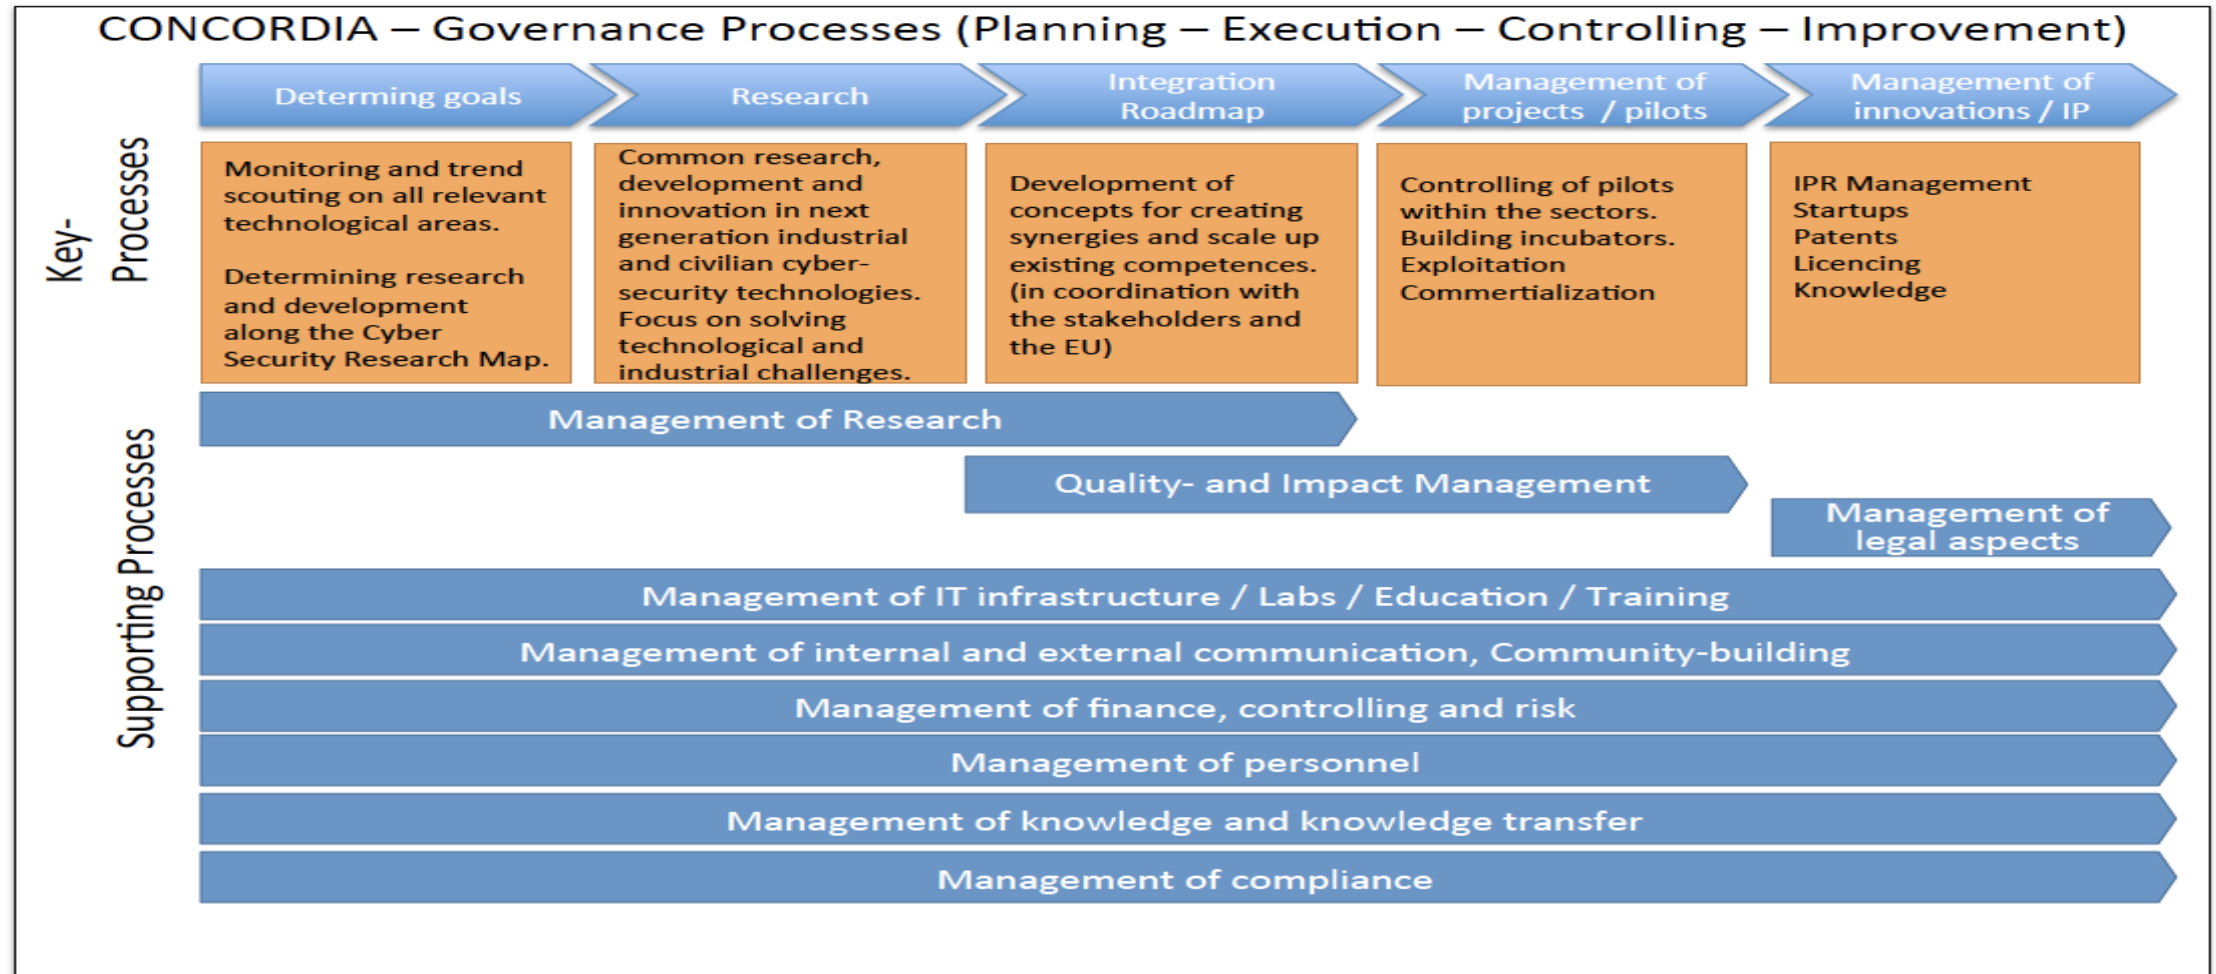 CONCORDIA – Governance Processes (Planning – Execution – Controlling – Improvement)
Determing goals
Research
Integration
Roadmap
Management of
projects / pilots
Management of
innovations / IP
Key-
Processes
Monitoring and trend
scouting on all relevant
technological areas.
Determining research
and development
along the Cyber
Security Research Map.
Common research,
development and
innovation in next
generation industrial
and civilian cyber-
security technologies.
Focus on solving
technological and
industrial challenges.
Development of
concepts for creating
synergies and scale up
existing competences.
(in coordination with
the stakeholders and
the EU)
Controlling of pilots
within the sectors.
Building incubators.
Exploitation
Commertialization
IPR Management
Startups
Patents
Licencing
Knowledge
Supporting Processes
Management of Research
Quality- and Impact Management
Management of
legal aspects
Management of IT infrastructure / Labs / Education / Training
Management of internal and external communication, Community-building
Management of finance, controlling and risk
Management of personnel
Management of knowledge and knowledge transfer
Management of compliance